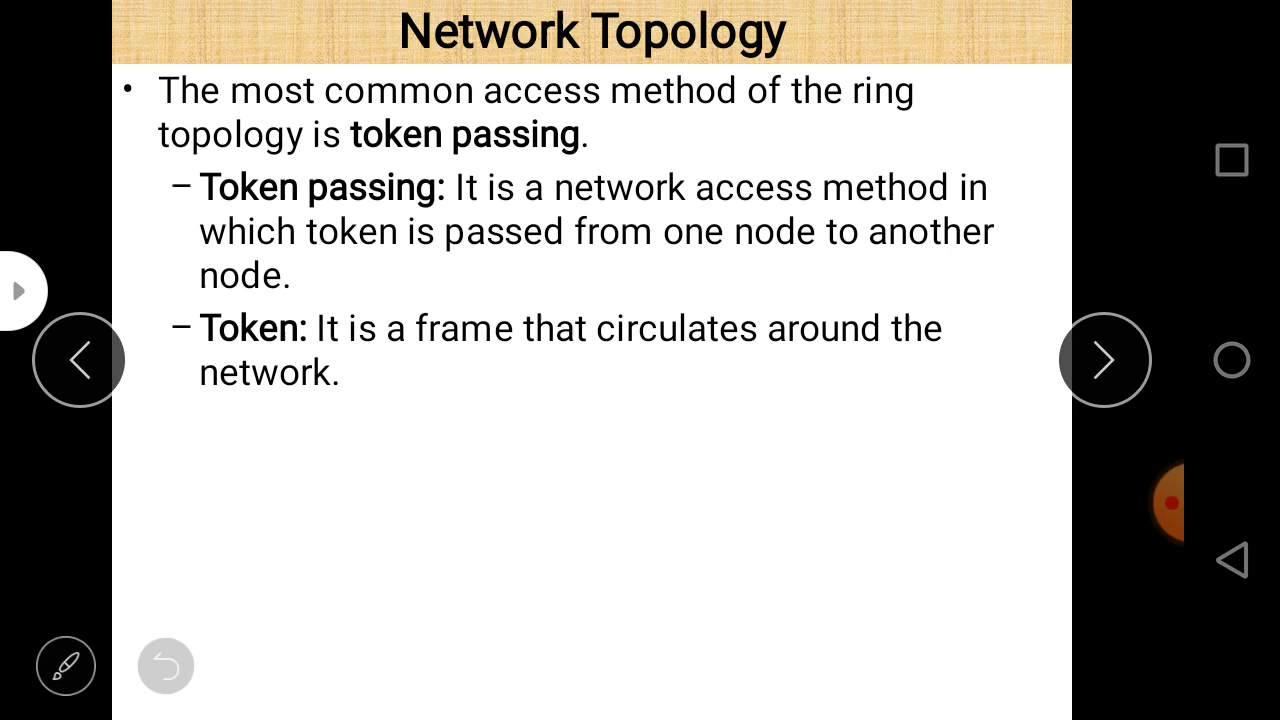 Network Topology
• The most common access method of the ring
topology is token passing.
– Token passing: It is a network access method in
which token is passed from one node to another
node.
– Token: It is a frame that circulates around the
network.